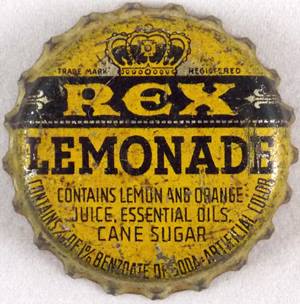 TRADE MARK REGISTERED
REX
LEMONADE
CONTAINS LEMON AND ORANGE
JUICE, ESSENTIAL OILS,
CANE SUGAR
CONTAINS 1/10 OF 1% BENZOATE OF SODA - ARTIFICIAL COLOR